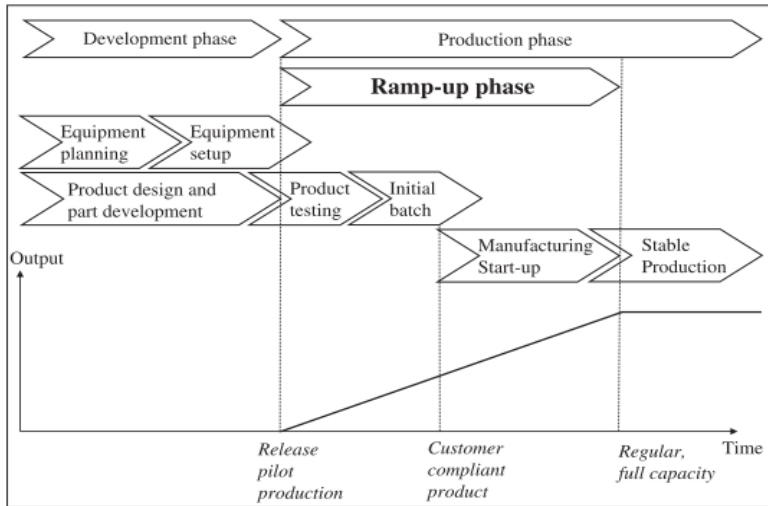 Development phase
Production phase
Ramp-up phase
Equipment
planning
Equipment
setup
Product design and
part development
Product
testing
Initial
batch
Manufacturing
Start-up
Stable
Production
Output
Time
Release
pilot
production
Customer
compliant
product
Regular,
full capacity